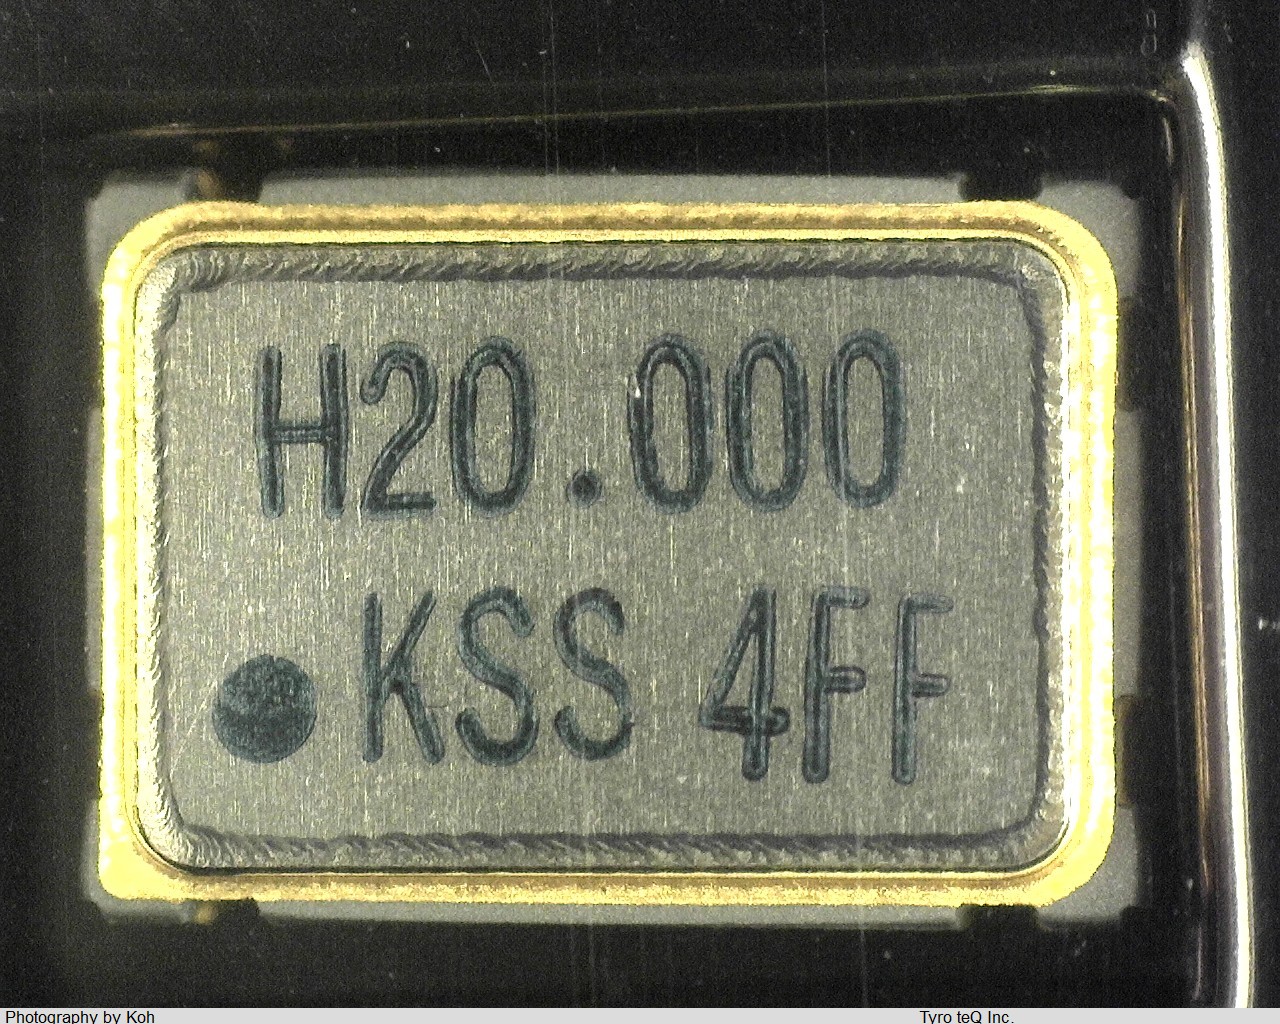 H20.000
KSS 4FF
Photography by Koh
Tyro teQ Inc.